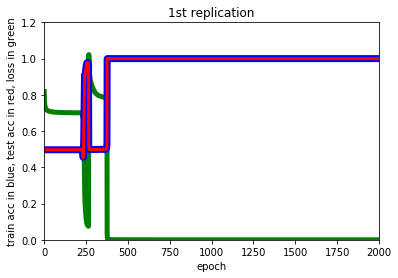 1st replication
train acc in blue, test acc in red, loss in green
1.2
1.0
0.8
0.6
0.4
0.2
0.0
0 250 500 750 1000 1250 1500 1750 2000
epoch